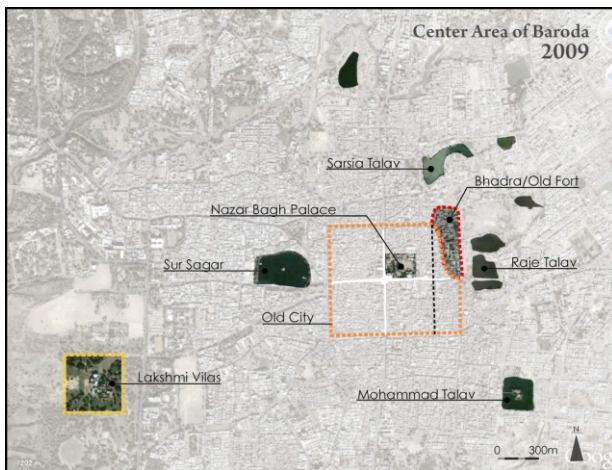 Center Area of Baroda
2009
Sarsia Talav
Bhadra/Old Fort
Nazar Bagh Palace
Sur Sagar
Raje Talav
Old City
Lakshmi Vilas
Mohammad Talav
N
0 300m